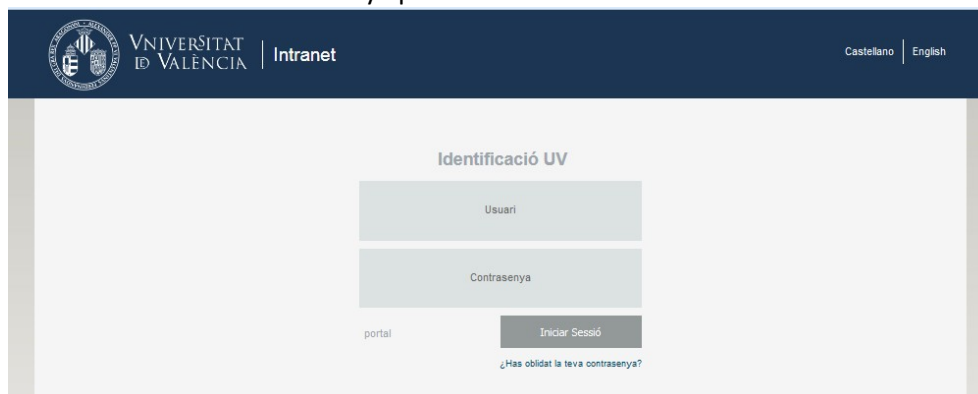 VNIVERSITAT
D VALÈNCIA
Intranet
Castellano
English
Identificació UV
Usuari
Contrasenya
portal
Iniciar Sessió
¿Has oblidat la teva contrasenya?